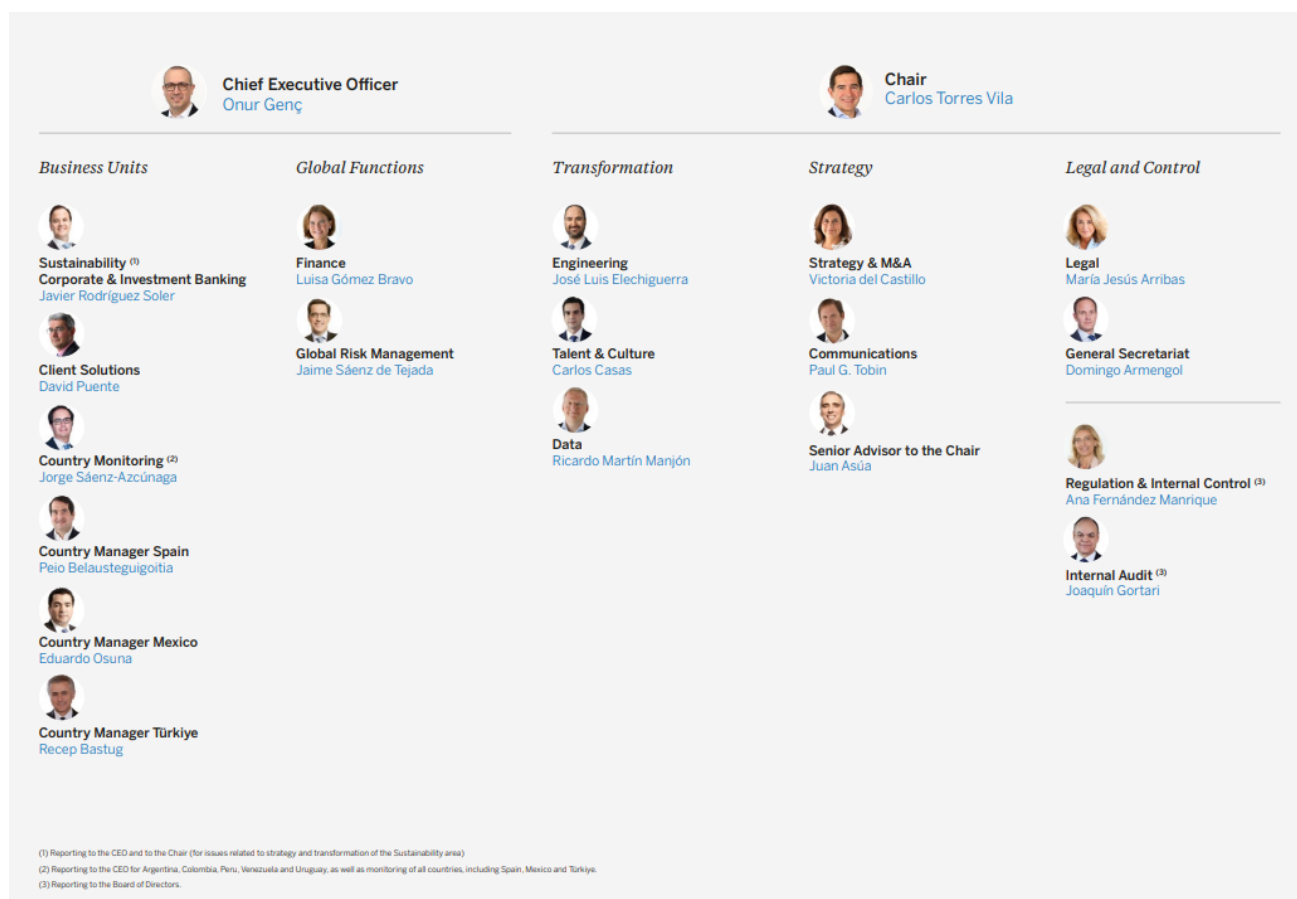 Chief Executive Officer
Onur Genç
Chair
Carlos Torres Vila
Business Units
Sustainability (1)
Corporate & Investment Banking
Javier Rodríguez Soler
Client Solutions
David Puente
Country Monitoring (2)
Jorge Sáenz-Azcúnaga
Country Manager Spain
Peio Belausteguigoitia
Country Manager Mexico
Eduardo Osuna
Country Manager Türkiye
Recep Bastug
Global Functions
Finance
Luisa Gómez Bravo
Global Risk Management
Jaime Sáenz de Tejada
Transformation
Engineering
José Luis Elechiguerra
Talent & Culture
Carlos Casas
Data
Ricardo Martín Manjón
Strategy
Strategy & M&A
Victoria del Castillo
Communications
Paul G. Tobin
Senior Advisor to the Chair
Juan Asúa
Legal and Control
Legal
María Jesús Arribas
General Secretariat
Domingo Armengol
Regulation & Internal Control (3)
Ana Fernández Manrique
Internal Audit (3)
Joaquín Gortari
(1) Reporting to the CEO and to the Chair (for issues related to strategy and transformation of the Sustainability area)
(2) Reporting to the CEO for Argentina, Colombia, Peru, Venezuela and Uruguay, as well as monitoring of all countries, including Spain, Mexico and Türkiye.
(3) Reporting to the Board of Directors.